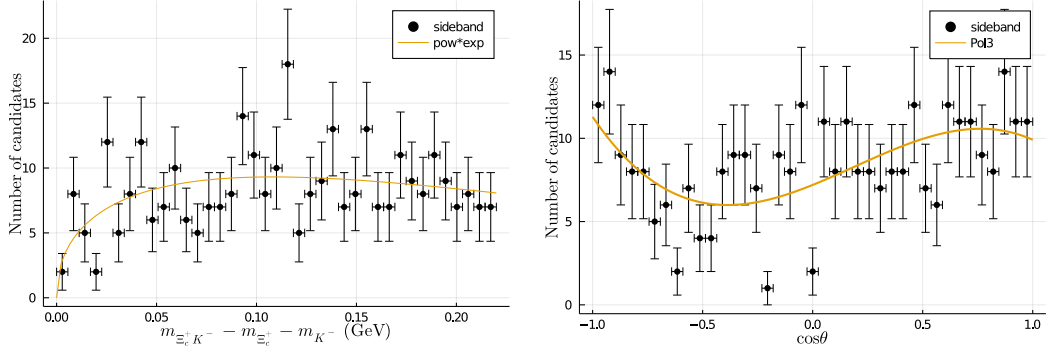 Number of candidates
20
15
10
5
0
sideband
pow*exp
0.00
0.05
0.10
0.15
0.20
m_{Ξ_c^+ K^-} − m_{Ξ_c^+} − m_{K^-} (GeV)
Number of candidates
15
10
5
0
sideband
Pol3
−1.0
−0.5
0.0
0.5
1.0
cosθ